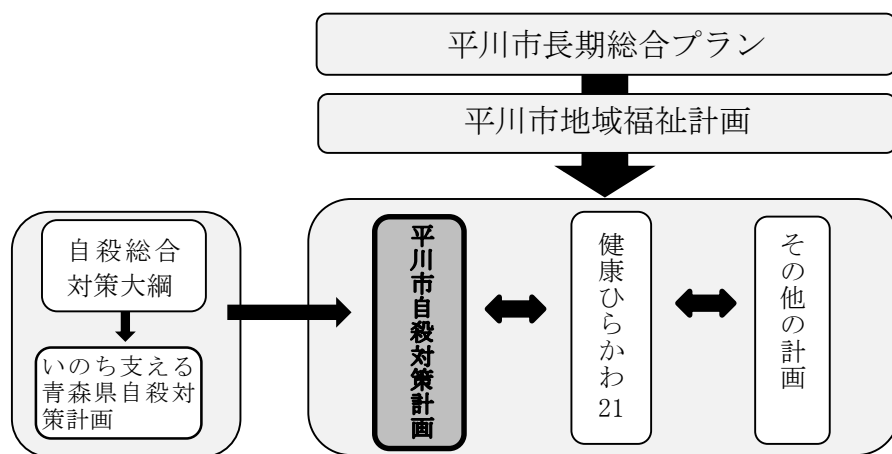 平川市長期総合プラン
平川市地域福祉計画
自殺総合
対策大綱
いのち支える
青森県自殺対
策計画
平川市自殺対策計画
健康ひらかわ21
その他の計画